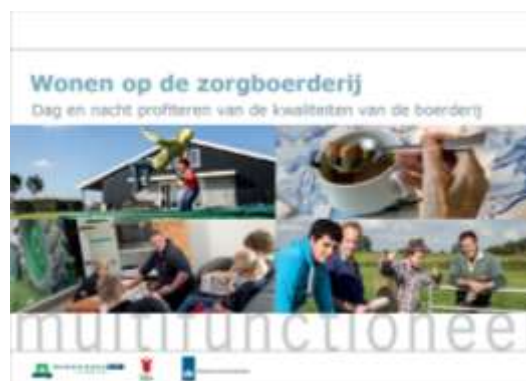 Wonen op de zorgboerderij
Dag en nacht profiteren van de kwaliteiten van de boerderij
multifunctionee